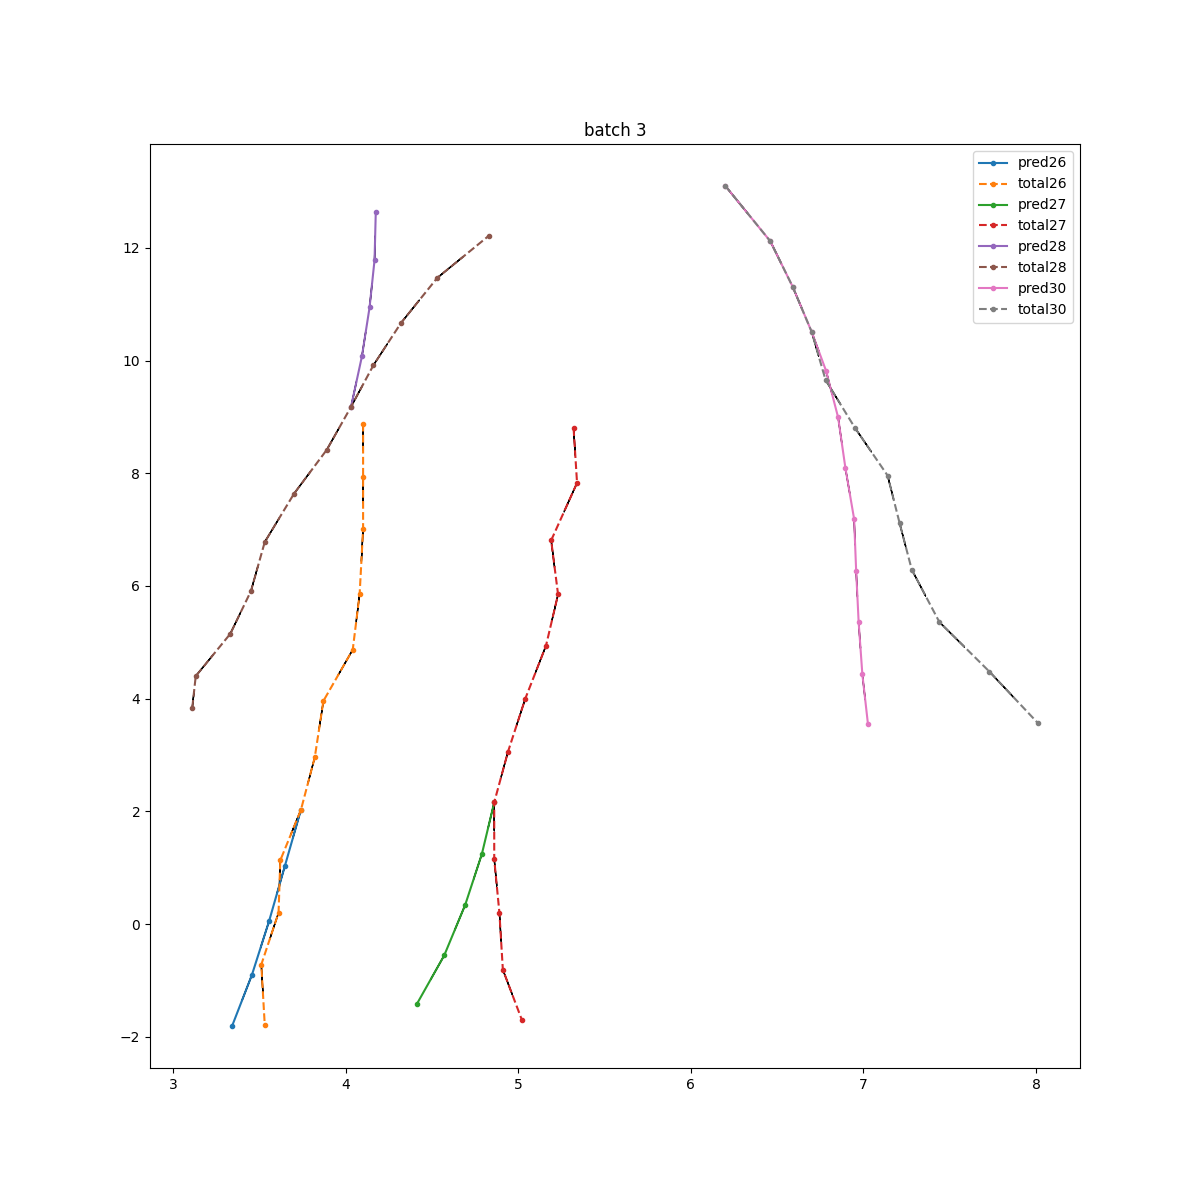 batch 3
pred26
total26
pred27
total27
pred28
total28
pred30
total30
12
10
8
6
4
2
0
−2
3 4 5 6 7 8